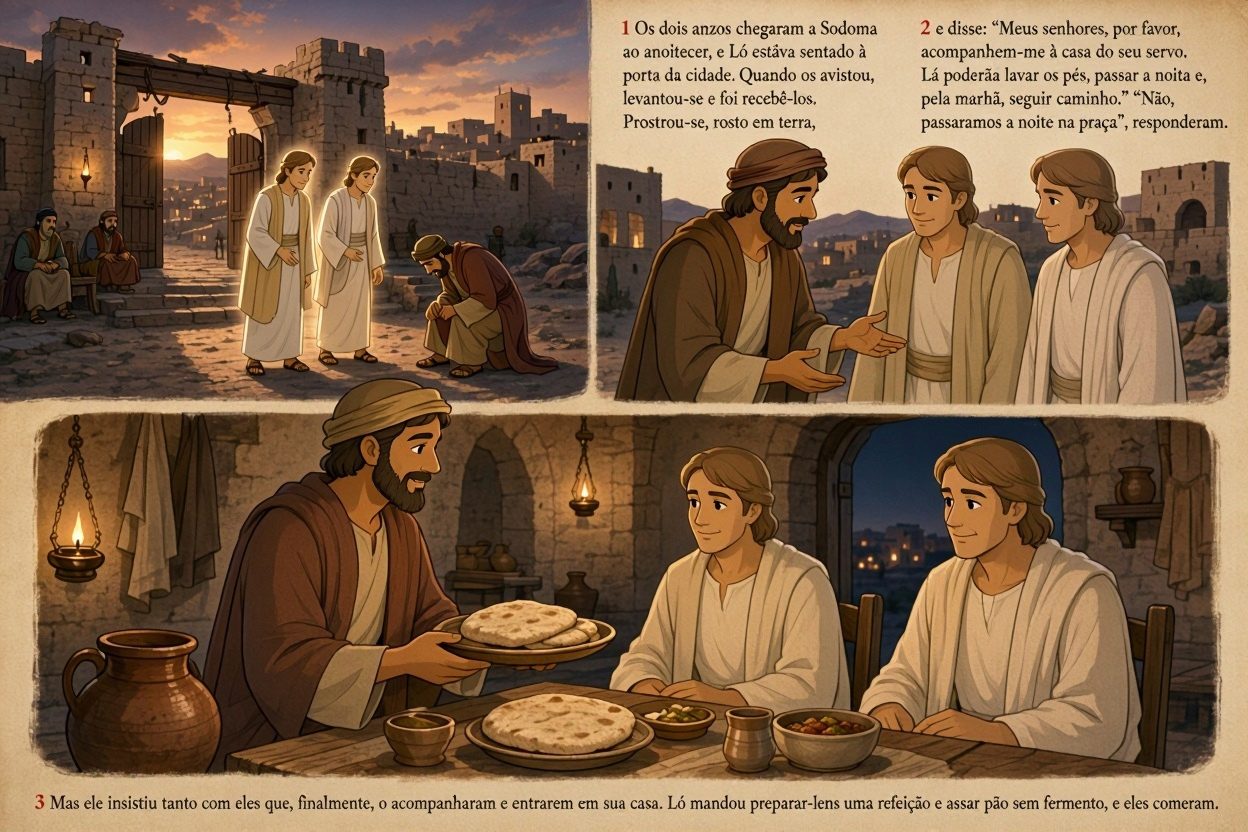 1 Os dois anzos chegaram a Sodoma
ao anoitecer, e Ló estãva sentado à
porta da cidade. Quando os avistou,
levantou-se e foi recebê-los.
Prostrou-se, rosto em terra,
2 e disse: “Meus senhores, por favor,
acompanhem-me à casa do seu servo.
Lá poderãa lavar os pés, passar a noita e,
pela marhã, seguir caminho.” “Não,
passaramos a noite na praça”, responderam.
3 Mas ele insistiu tanto com eles que, finalmente, o acompanharam e entrarem em sua casa. Ló mandou preparar-lens uma refeição e assar pão sem fermento, e eles comeram.